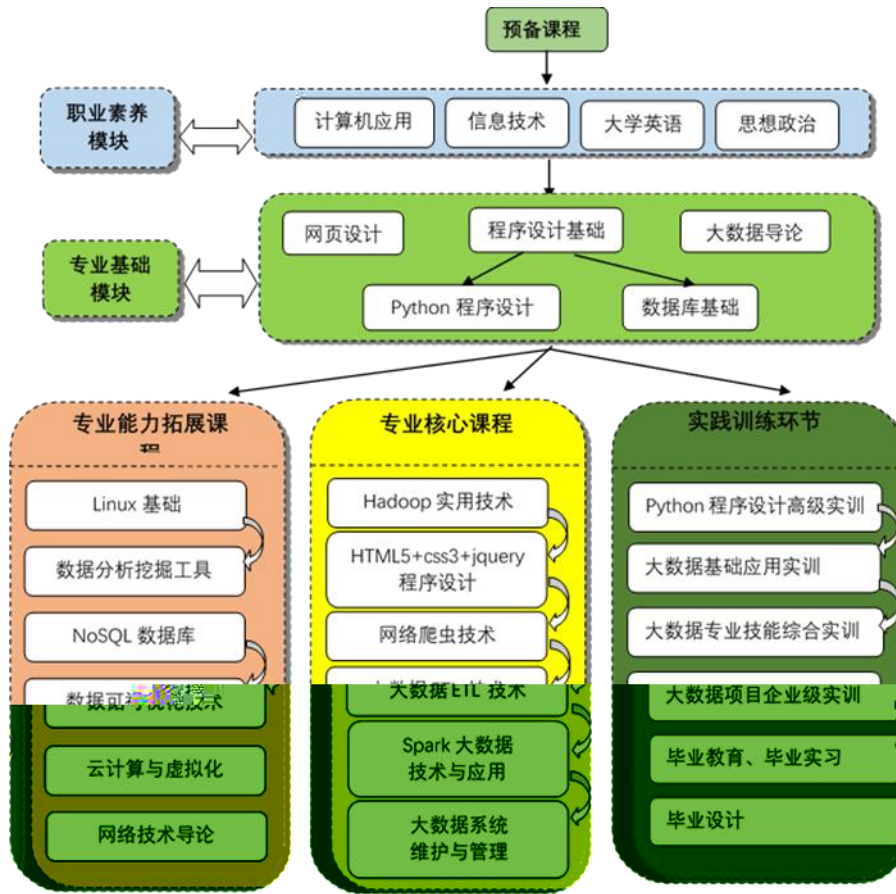 预备课程
职业素养
模块
计算机应用
信息技术
大学英语
思想政治
专业基础
模块
网页设计
程序设计基础
大数据导论
Python 程序设计
数据库基础
专业能力拓展课
程
Linux 基础
数据分析挖掘工具
NoSQL 数据库
数据可视化技术
云计算与虚拟化
网络技术导论
专业核心课程
Hadoop 实用技术
HTML5+css3+jquery
程序设计
网络爬虫技术
大数据ETL 技术
Spark 大数据
技术与应用
大数据系统
维护与管理
实践训练环节
Python 程序设计高级实训
大数据基础应用实训
大数据专业技能综合实训
大数据项目企业级实训
毕业教育、毕业实习
毕业设计